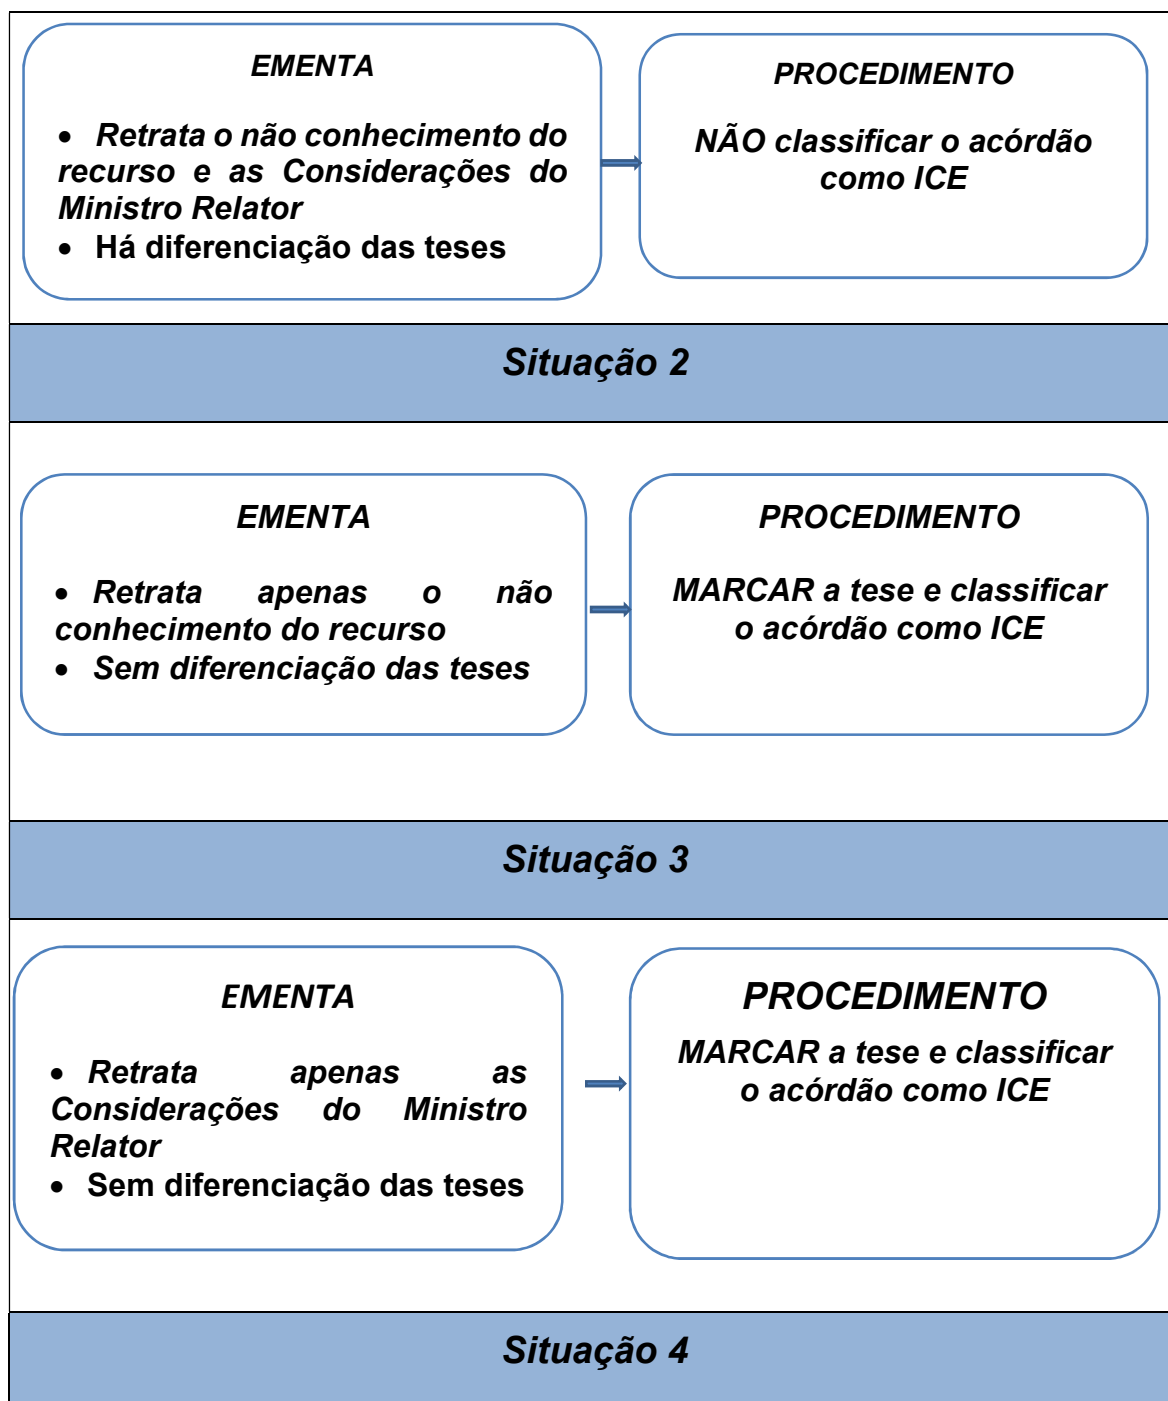 EMENTA
• Retrata o não conhecimento do
recurso e as Considerações do
Ministro Relator
• Há diferenciação das teses
PROCEDIMENTO
NÃO classificar o acórdão
como ICE
Situação 2
EMENTA
• Retrata apenas o não
conhecimento do recurso
• Sem diferenciação das teses
PROCEDIMENTO
MARCAR a tese e classificar
o acórdão como ICE
Situação 3
EMENTA
• Retrata apenas as
Considerações do Ministro
Relator
• Sem diferenciação das teses
PROCEDIMENTO
MARCAR a tese e classificar
o acórdão como ICE
Situação 4